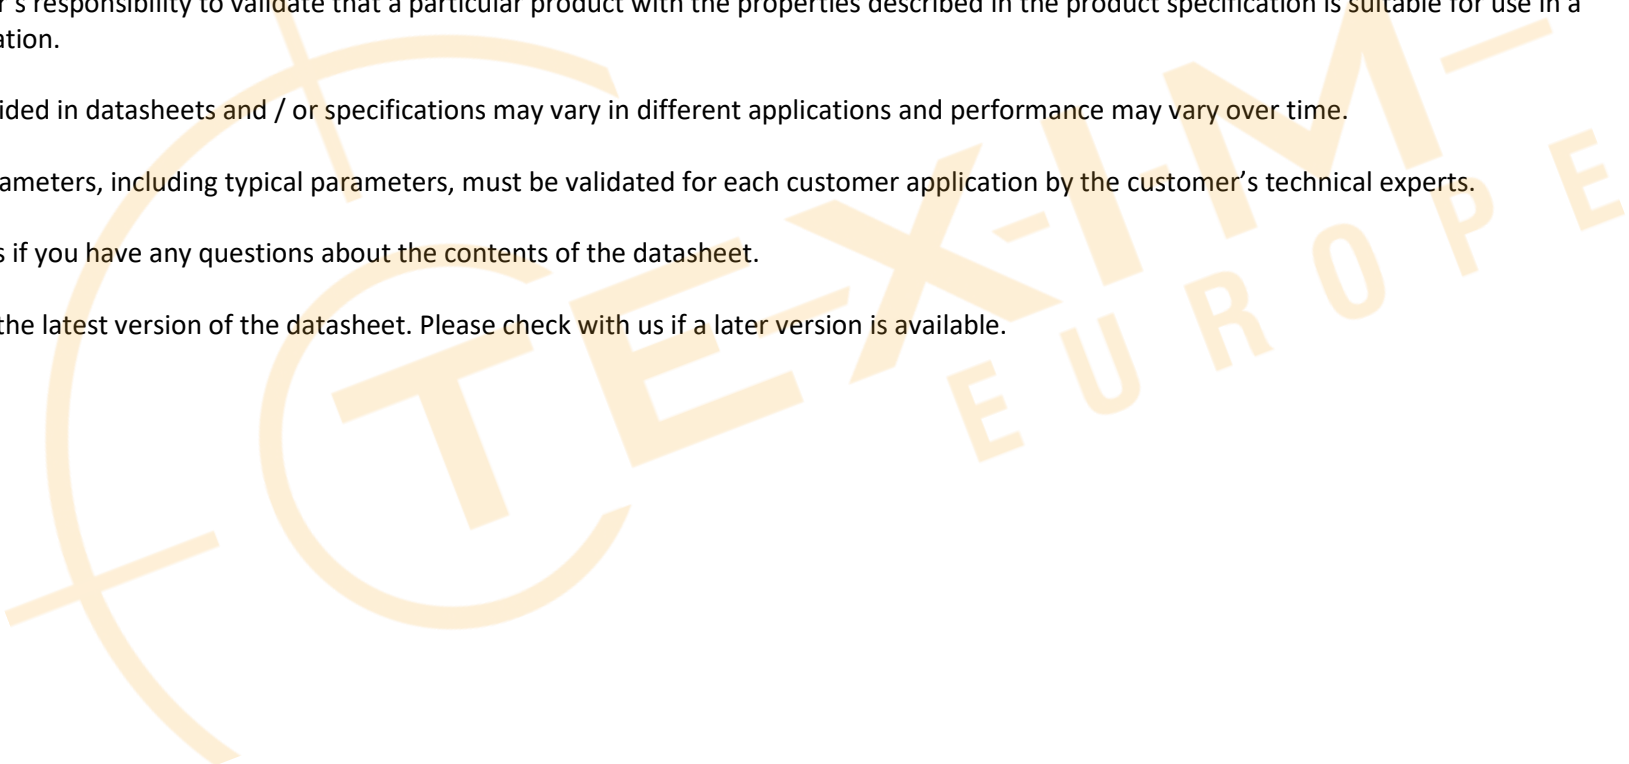 r's responsibility to validate that a particular product with the properties described in the product specification is suitable for use in a
ation.
ided in datasheets and / or specifications may vary in different applications and performance may vary over time.
ameters, including typical parameters, must be validated for each customer application by the customer’s technical experts.
s if you have any questions about the contents of the datasheet.
the latest version of the datasheet. Please check with us if a later version is available.
TEXIM
EUROPE